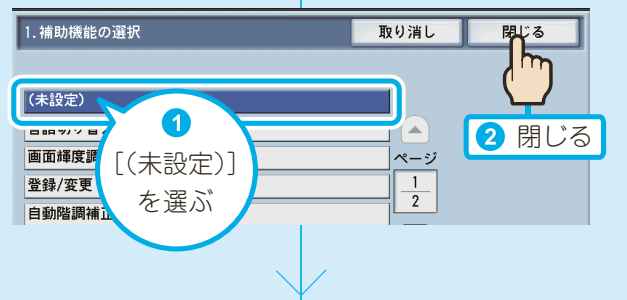 1.補助機能の選択
取り消し
閉じる
(未設定)
1
[(未設定)]
を選ぶ
2 閉じる
画面輝度調
登録/変更
自動階調補正
ページ
1
2